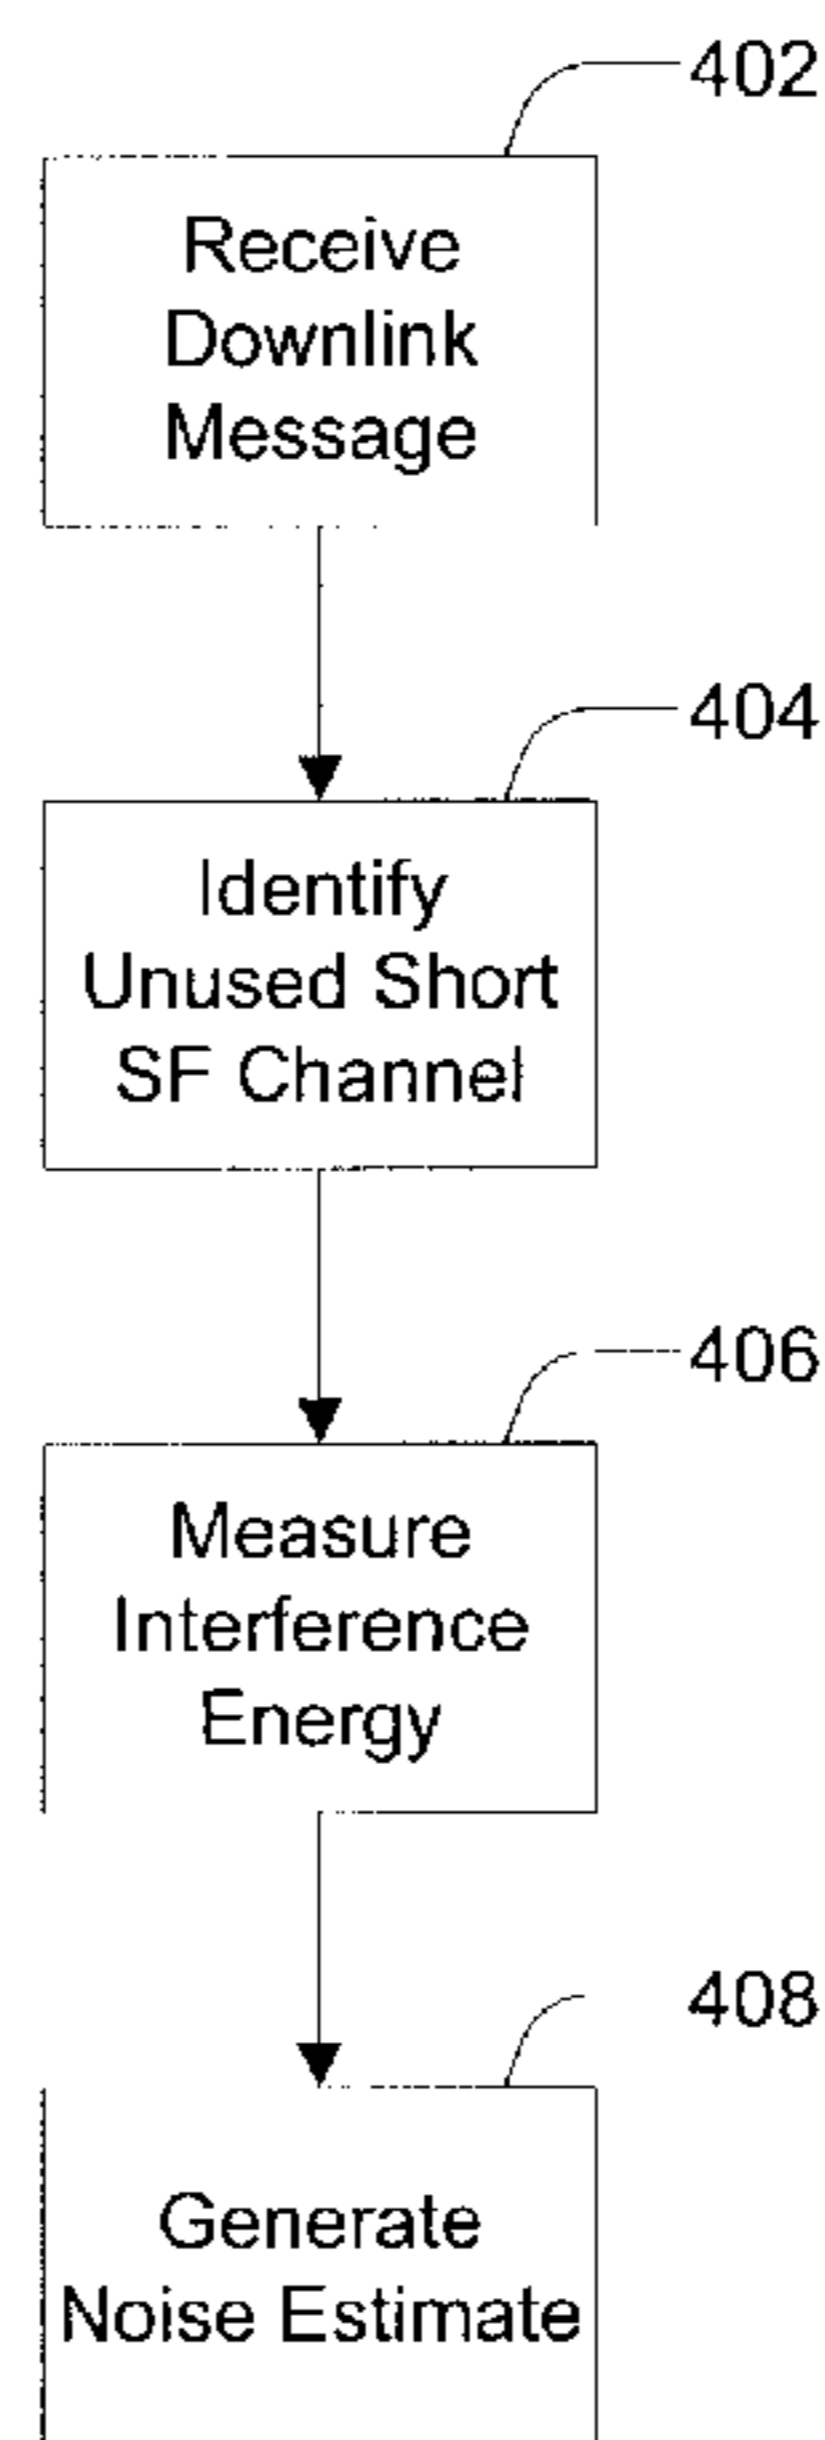 402
Receive
Downlink
Message
404
Identify
Unused Short
SF Channel
406
Measure
Interference
Energy
408
Generate
Noise Estimate